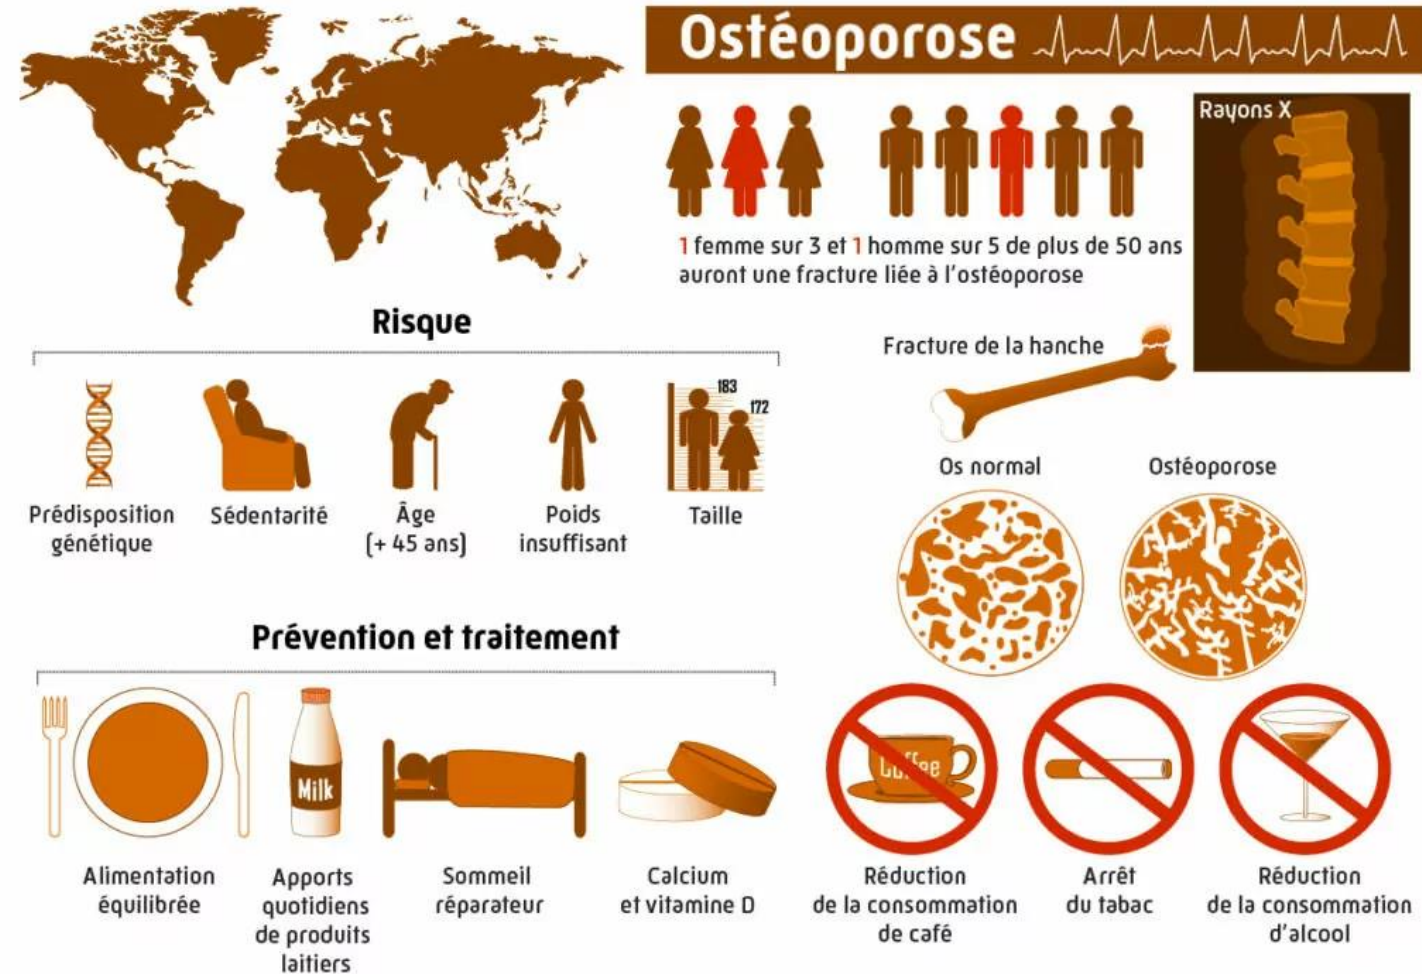 Ostéoporose
Rayons X
1 femme sur 3 et 1 homme sur 5 de plus de 50 ans
auront une fracture liée à l'ostéoporose
Risque
183
172
Prédisposition
génétique
Sédentarité
Âge
(+ 45 ans)
Poids
insuffisant
Taille
Fracture de la hanche
Os normal
Ostéoporose
Prévention et traitement
Milk
Coffee
Alimentation
équilibrée
Apports
quotidiens
de produits
laitiers
Sommeil
réparateur
Calcium
et vitamine D
Réduction
de la consommation
de café
Arrêt
du tabac
Réduction
de la consommation
d'alcool